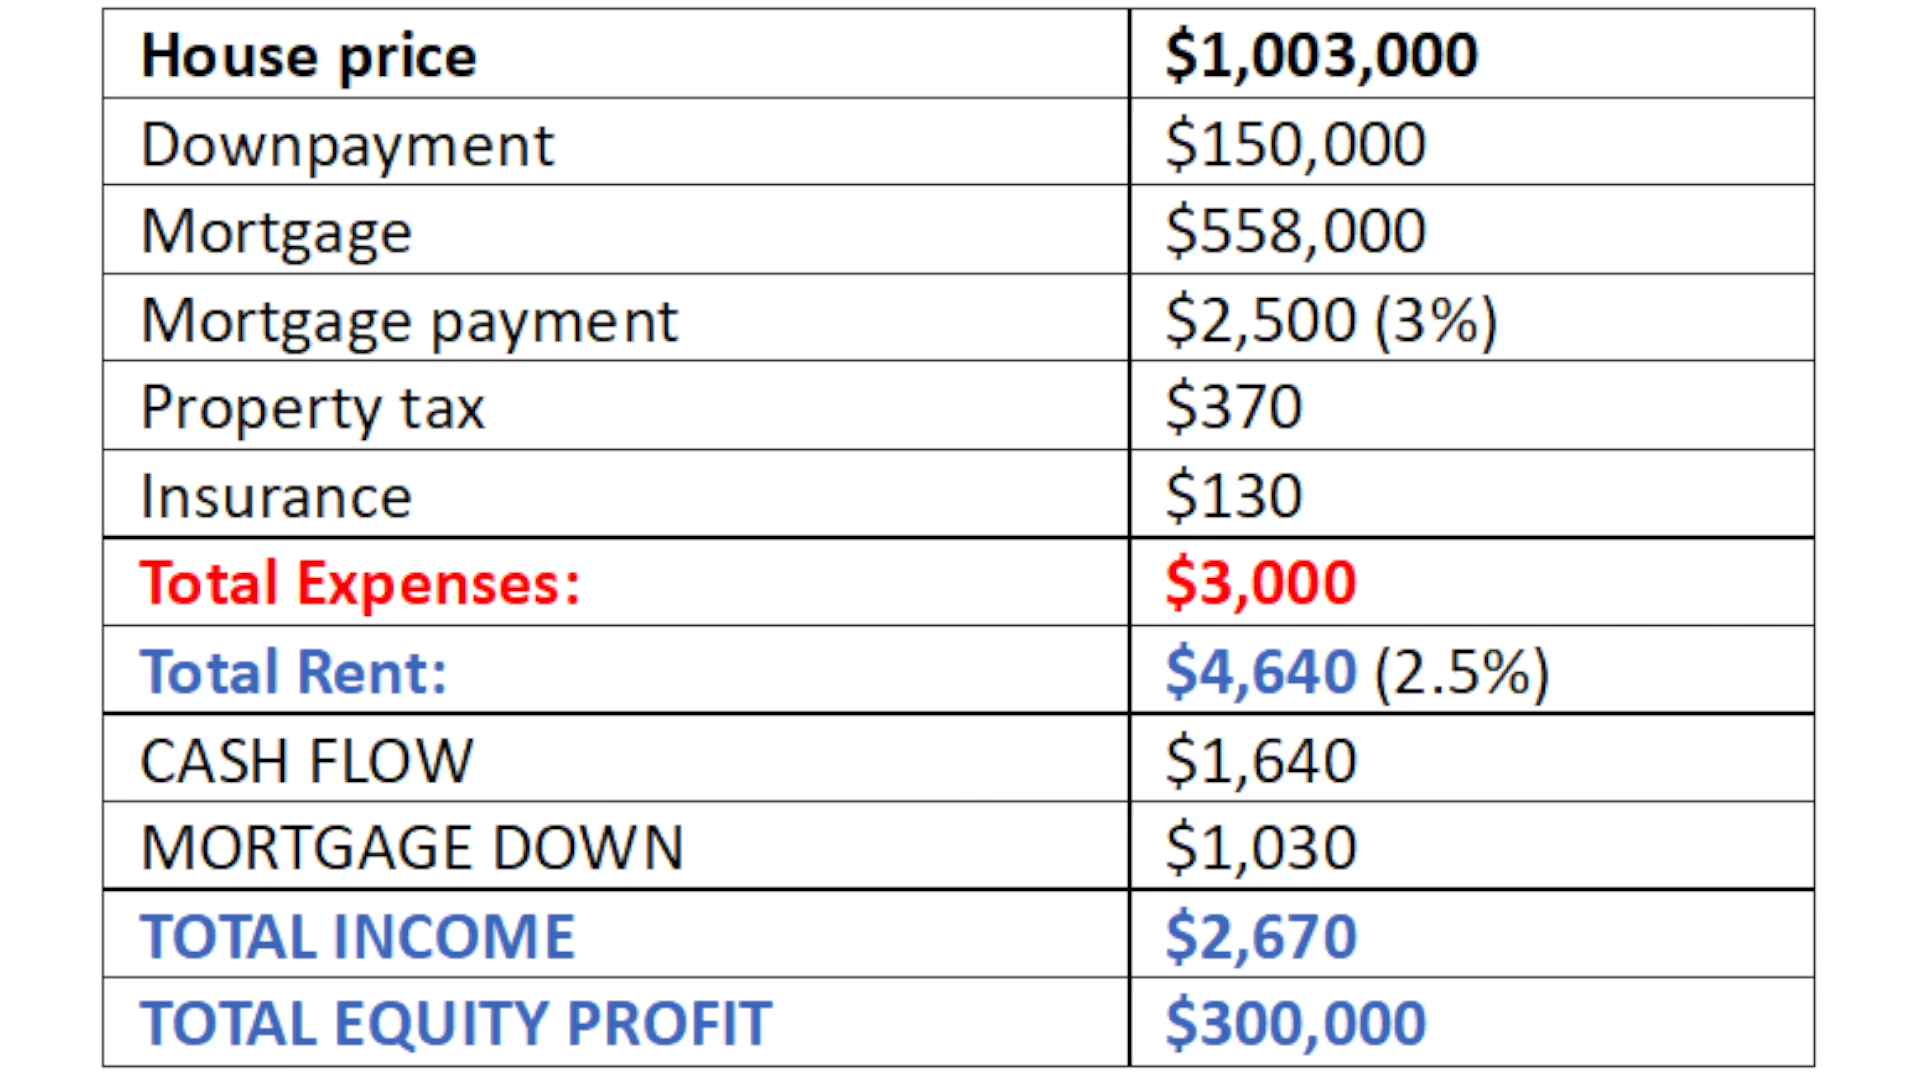 House price $1,003,000
Downpayment $150,000
Mortgage $558,000
Mortgage payment $2,500 (3%)
Property tax $370
Insurance $130
Total Expenses: $3,000
Total Rent: $4,640 (2.5%)
CASH FLOW $1,640
MORTGAGE DOWN $1,030
TOTAL INCOME $2,670
TOTAL EQUITY PROFIT $300,000